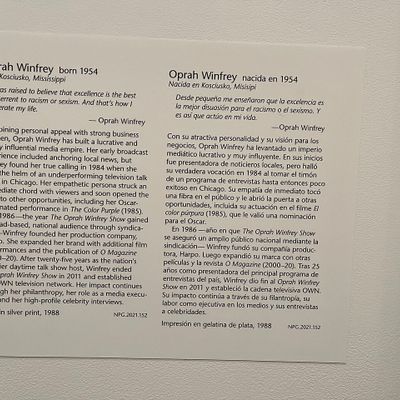 rah Winfrey born 1954
Kosciusko, Mississippi
as raised to believe that excellence is the best
errent to racism or sexism. And that's how I
erate my life.
— Oprah Winfrey
bining personal appeal with strong business
en, Oprah Winfrey has built a lucrative and
y influential media empire. Her early broadcast
rience included anchoring local news, but
frey found her true calling in 1984 when she
the helm of an underperforming television talk
in Chicago. Her empathetic persona struck an
ediate chord with viewers and soon opened the
to other opportunities, including her Oscar-
nated performance in The Color Purple (1985).
1986—the year The Oprah Winfrey Show gained
ad-based, national audience through syndica-
—Winfrey founded her production company,
o. She expanded her brand with additional film
rmances and the publication of O Magazine
–20). After twenty-five years as the nation's
er daytime talk show host, Winfrey ended
prah Winfrey Show in 2011 and established
OWN television network. Her impact continues
gh her philanthropy, her role as a media execu-
and her high-profile celebrity interviews.
n silver print, 1988 NPG.2021.152
Oprah Winfrey nacida en 1954
Nacida en Kosciusko, Misisipi
Desde pequeña me enseñaron que la excelencia es
la mejor disuasión para el racismo o el sexismo. Y
es así que actúo en mi vida.
—Oprah Winfrey
Con su atractiva personalidad y su visión para los
negocios, Oprah Winfrey ha levantado un imperio
mediático lucrativo y muy influyente. En sus inicios
fue presentadora de noticieros locales, pero halló
su verdadera vocación en 1984 al tomar el timón
de un programa de entrevistas hasta entonces poco
exitoso en Chicago. Su empatía de inmediato tocó
una fibra en el público y le abrió la puerta a otras
oportunidades, incluida su actuación en el filme El
color púrpura (1985), que le valió una nominación
para el Oscar.
En 1986 —año en que The Oprah Winfrey Show
se aseguró un amplio público nacional mediante la
sindicación— Winfrey fundó su compañía produc-
tora, Harpo. Luego expandió su marca con otras
películas y la revista O Magazine (2000–20). Tras 25
años como presentadora del principal programa de
entrevistas del país, Winfrey dio fin al Oprah Winfrey
Show en 2011 y estableció la cadena televisiva OWN.
Su impacto continúa a través de su filantropía, su
labor como ejecutiva en los medios y sus entrevistas
a celebridades.
Impresión en gelatina de plata, 1988 NPG.2021.152